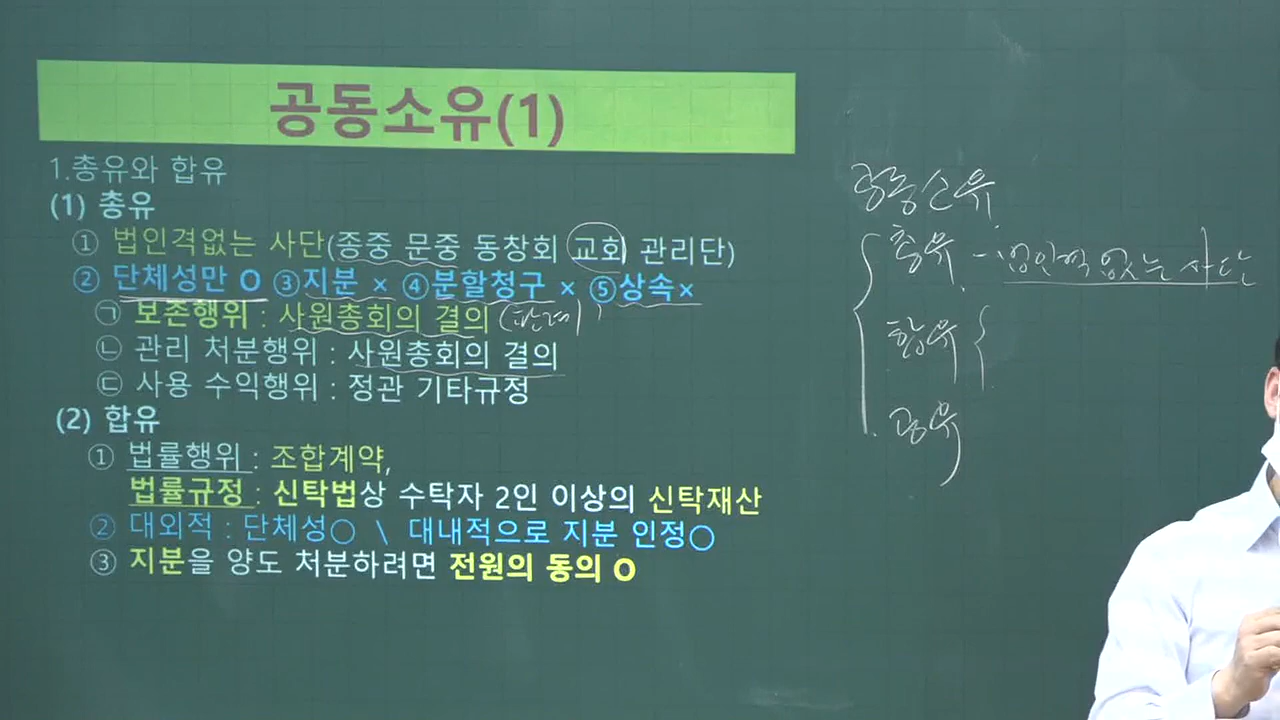 공동소유(1)
1.총유와 합유
(1) 총유
① 법인격없는 사단(종중 문중 동창회 교회 관리단)
② 단체성만 O ③지분 × ④분할청구 × ⑤상속×
㉠ 보존행위 : 사원총회의 결의 (판례)
㉡ 관리 처분행위 : 사원총회의 결의
㉢ 사용 수익행위 : 정관 기타규정
(2) 합유
① 법률행위 : 조합계약,
법률규정 : 신탁법상 수탁자 2인 이상의 신탁재산
② 대외적 : 단체성○ \ 대내적으로 지분 인정○
③ 지분을 양도 처분하려면 전원의 동의 O
공동소유
총유 - 법인격 없는 사단
합유
공유